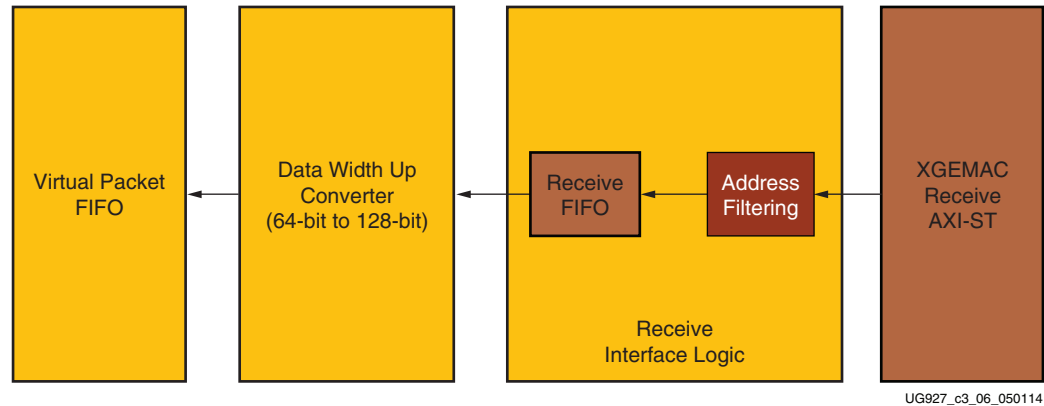 Virtual Packet
FIFO
Data Width Up
Converter
(64-bit to 128-bit)
Receive
FIFO
Address
Filtering
XGEMAC
Receive
AXI-ST
Receive
Interface Logic
UG927_c3_06_050114